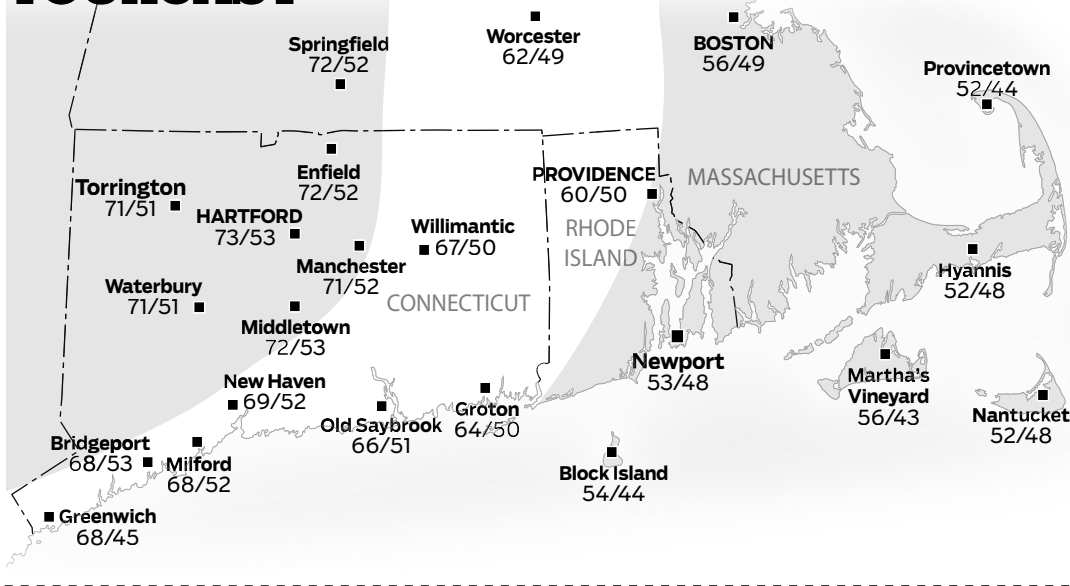 Springfield
72/52
Worcester
62/49
BOSTON
56/49
Provincetown
52/44
Enfield
72/52
Torrington
71/51
HARTFORD
73/53
Willimantic
67/50
PROVIDENCE
60/50
MASSACHUSETTS
RHODE
ISLAND
Manchester
71/52
CONNECTICUT
Waterbury
71/51
Middletown
72/53
Hyannis
52/48
Newport
53/48
Martha's
Vineyard
56/43
Nantucket
52/48
New Haven
69/52
Old Saybrook
66/51
Groton
64/50
Bridgeport
68/53
Milford
68/52
Block Island
54/44
Greenwich
68/45